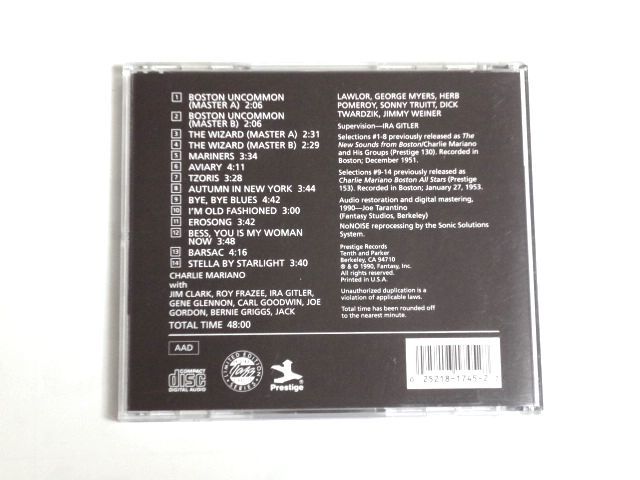 1 BOSTON UNCOMMON
(MASTER A) 2:06
2 BOSTON UNCOMMON
(MASTER B) 2:06
3 THE WIZARD (MASTER A) 2:31
4 THE WIZARD (MASTER B) 2:29
5 MARINERS 3:34
6 AVIARY 4:11
7 TZORIS 3:28
8 AUTUMN IN NEW YORK 3:44
9 BYE, BYE BLUES 4:42
10 I'M OLD FASHIONED 3:00
11 EROSONG 3:42
12 BESS, YOU IS MY WOMAN
NOW 3:48
13 BARSAC 4:16
14 STELLA BY STARLIGHT 3:40
CHARLIE MARIANO
with
JIM CLARK, ROY FRAZEE, IRA GITLER,
GENE GLENNON, CARL GOODWIN, JOE
GORDON, BERNIE GRIGGS, JACK
LAWLOR, GEORGE MYERS, HERB
POMEROY, SONNY TRUITT, DICK
TWARDZIK, JIMMY WEINER
Supervision—IRA GITLER
Selections #1-8 previously released as The
New Sounds from Boston/Charlie Mariano
and His Groups (Prestige 130). Recorded in
Boston; December 1951.
Selections #9-14 previously released as
Charlie Mariano Boston All Stars (Prestige
153). Recorded in Boston; January 27, 1953.
Audio restoration and digital mastering,
1990—Joe Tarantino
(Fantasy Studios, Berkeley)
NoNOISE reprocessing by the Sonic Solutions
System.
Prestige Records
Tenth and Parker
Berkeley, CA 94710
℗ & © 1990, Fantasy, Inc.
All rights reserved.
Printed in U.S.A.
Unauthorized duplication is a
violation of applicable laws.
Total time has been rounded off
to the nearest minute.
TOTAL TIME 48:00
AAD
COMPACT
disc
DIGITAL AUDIO
LIMITED EDITION
Jazz
SERIES
Prestige
0 25218-1745-2